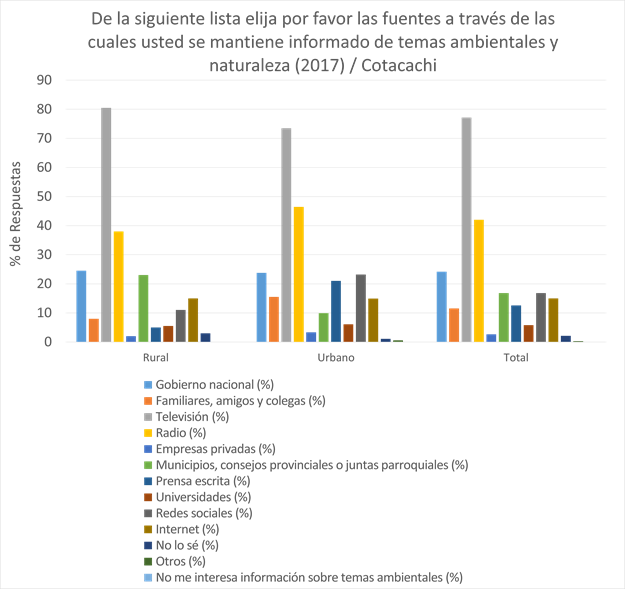 De la siguiente lista elija por favor las fuentes a través de las
cuales usted se mantiene informado de temas ambientales y
naturaleza (2017) / Cotacachi
% de Respuestas
90
80
70
60
50
40
30
20
10
0
Rural
Urbano
Total
Gobierno nacional (%)
Familiares, amigos y colegas (%)
Televisión (%)
Radio (%)
Empresas privadas (%)
Municipios, consejos provinciales o juntas parroquiales (%)
Prensa escrita (%)
Universidades (%)
Redes sociales (%)
Internet (%)
No lo sé (%)
Otros (%)
No me interesa información sobre temas ambientales (%)